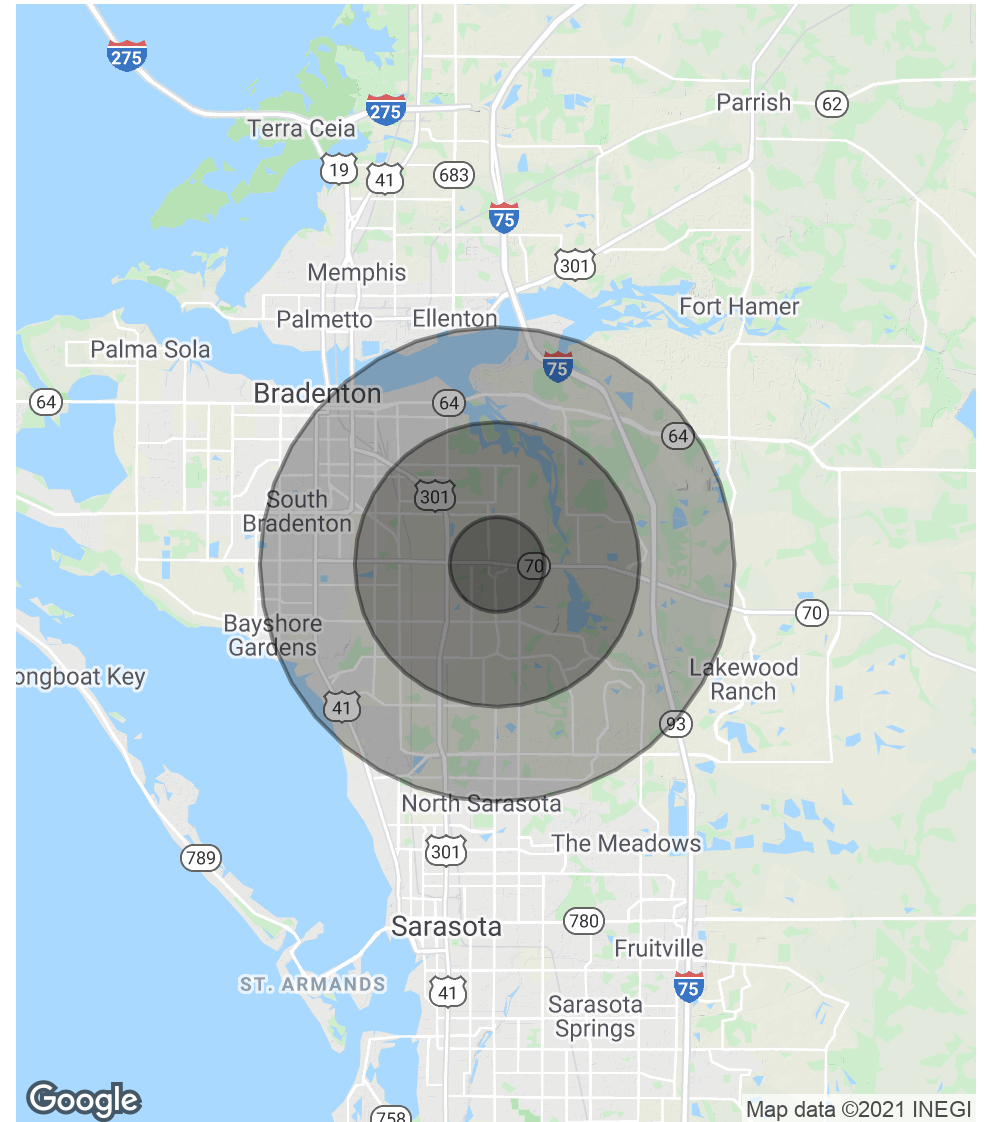 275
275
Parrish
62
Terra Ceia
19
41
683
75
301
Memphis
Fort Hamer
Palmetto
Ellenton
Palma Sola
75
Bradenton
64
64
64
301
South
Bradenton
70
70
Bayshore
Gardens
Lakewood
Ranch
ongboat Key
41
93
North Sarasota
The Meadows
301
789
Sarasota
780
Fruitville
ST. ARMANDS
75
41
Sarasota
Springs
Google
758
Map data ©2021 INEGI